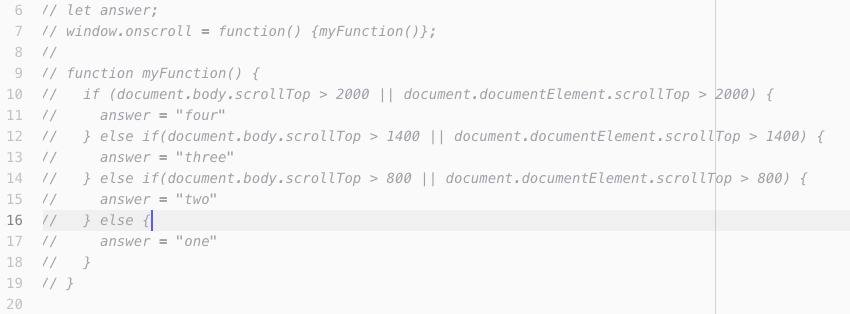 6 // let answer;
7 // window.onscroll = function() {myFunction()};
8 //
9 // function myFunction() {
10 //   if (document.body.scrollTop > 2000 || document.documentElement.scrollTop > 2000) {
11 //     answer = "four"
12 //   } else if(document.body.scrollTop > 1400 || document.documentElement.scrollTop > 1400) {
13 //     answer = "three"
14 //   } else if(document.body.scrollTop > 800 || document.documentElement.scrollTop > 800) {
15 //     answer = "two"
16 //   } else {
17 //     answer = "one"
18 //   }
19 // }
20